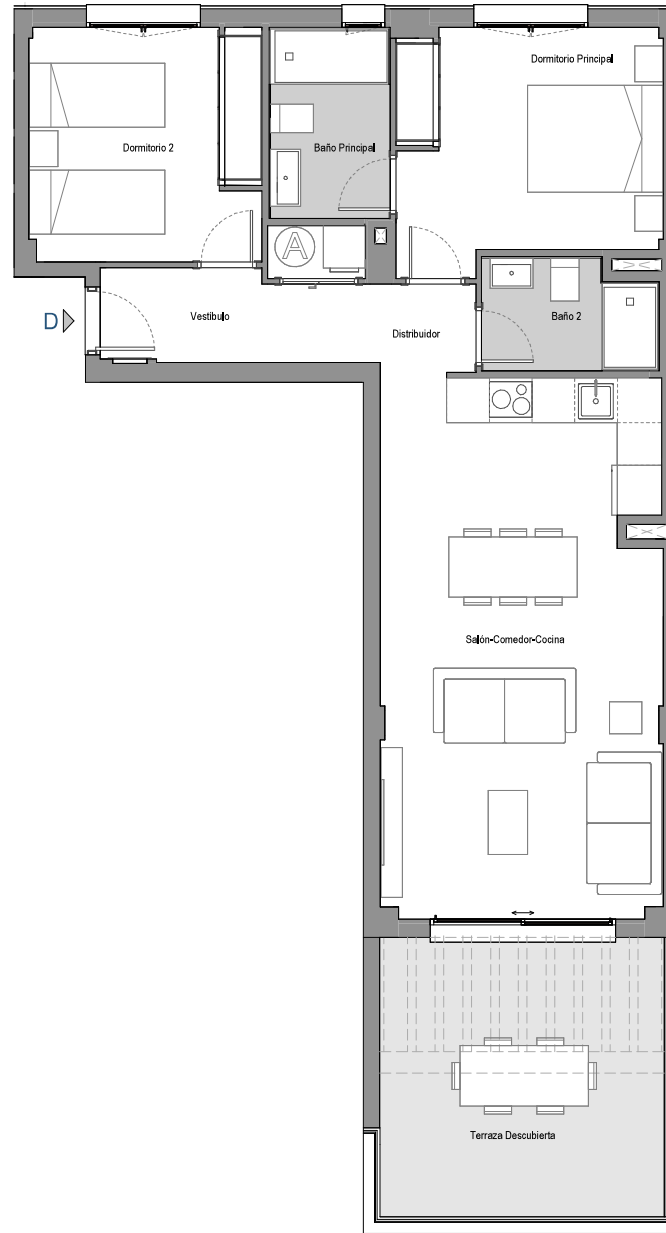 Dormitorio Principal
Dormitorio 2
Baño Principal
A
D
Vestíbulo
Distribuidor
Baño 2
Salón-Comedor-Cocina
Terraza Descubierta